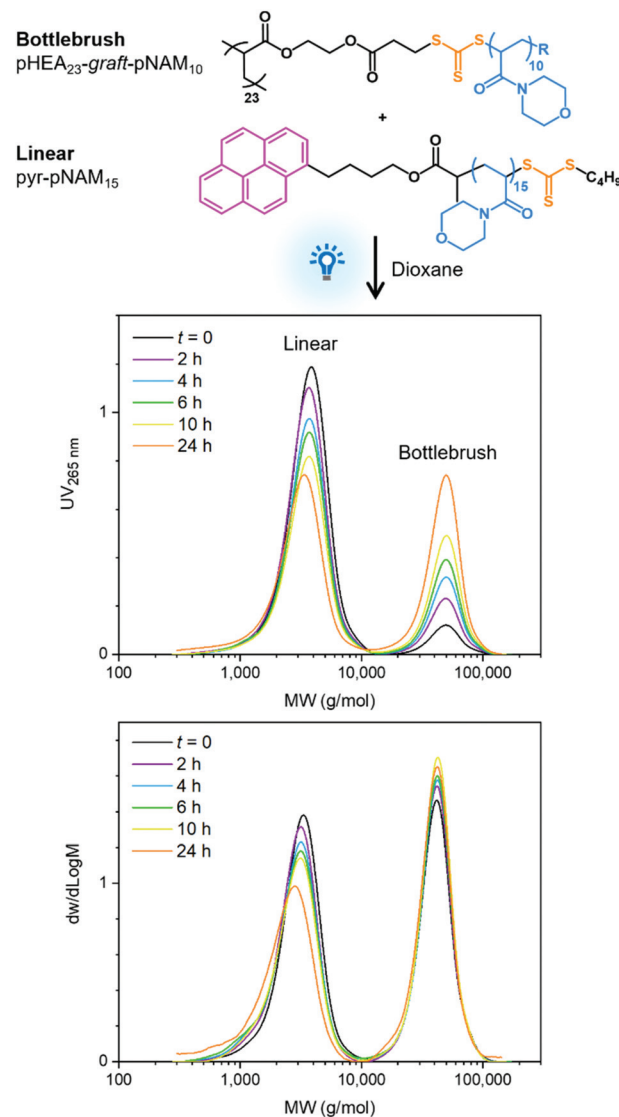 Bottlebrush
pHEA23-graft-pNAM10
O
O
O
O
23
S
S
S
10
R
O
N
O
+
Linear
pyr-pNAM15
O
O
15
S
S
S
C4H9
N
O
O
Dioxane
t = 0
2 h
4 h
6 h
10 h
24 h
Linear
Bottlebrush
UV265 nm
1
0
100
1,000
10,000
100,000
MW (g/mol)
t = 0
2 h
4 h
6 h
10 h
24 h
dw/dLogM
1
0
100
1,000
10,000
100,000
MW (g/mol)